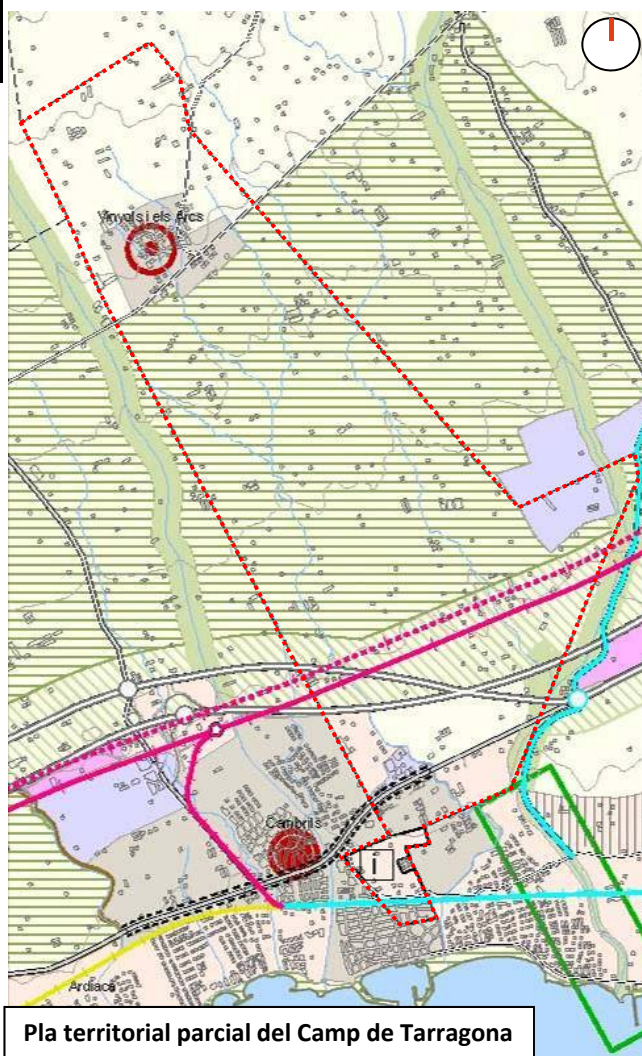 Vinyols i els Arcs
Cambrils
i
Ardiaca
Pla territorial parcial del Camp de Tarragona